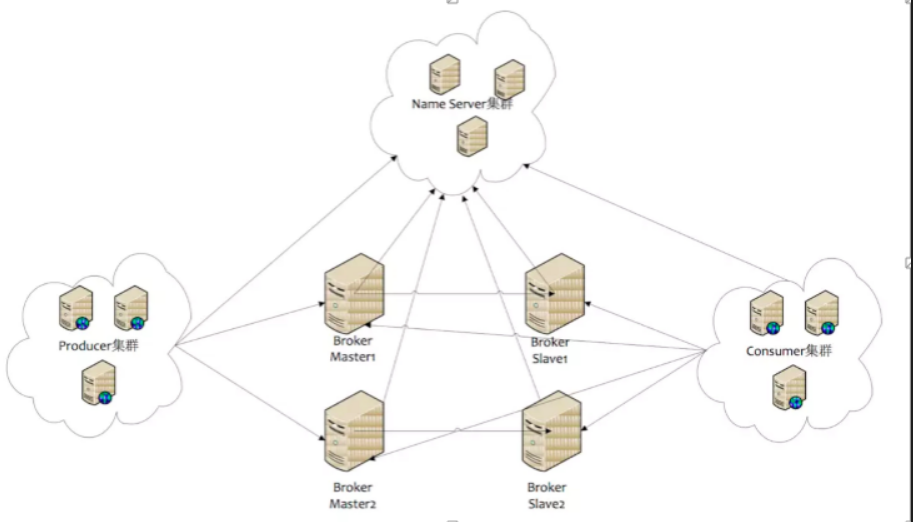 Name Server集群
Producer集群
Broker
Master1
Broker
Slave1
Consumer集群
Broker
Master2
Broker
Slave2